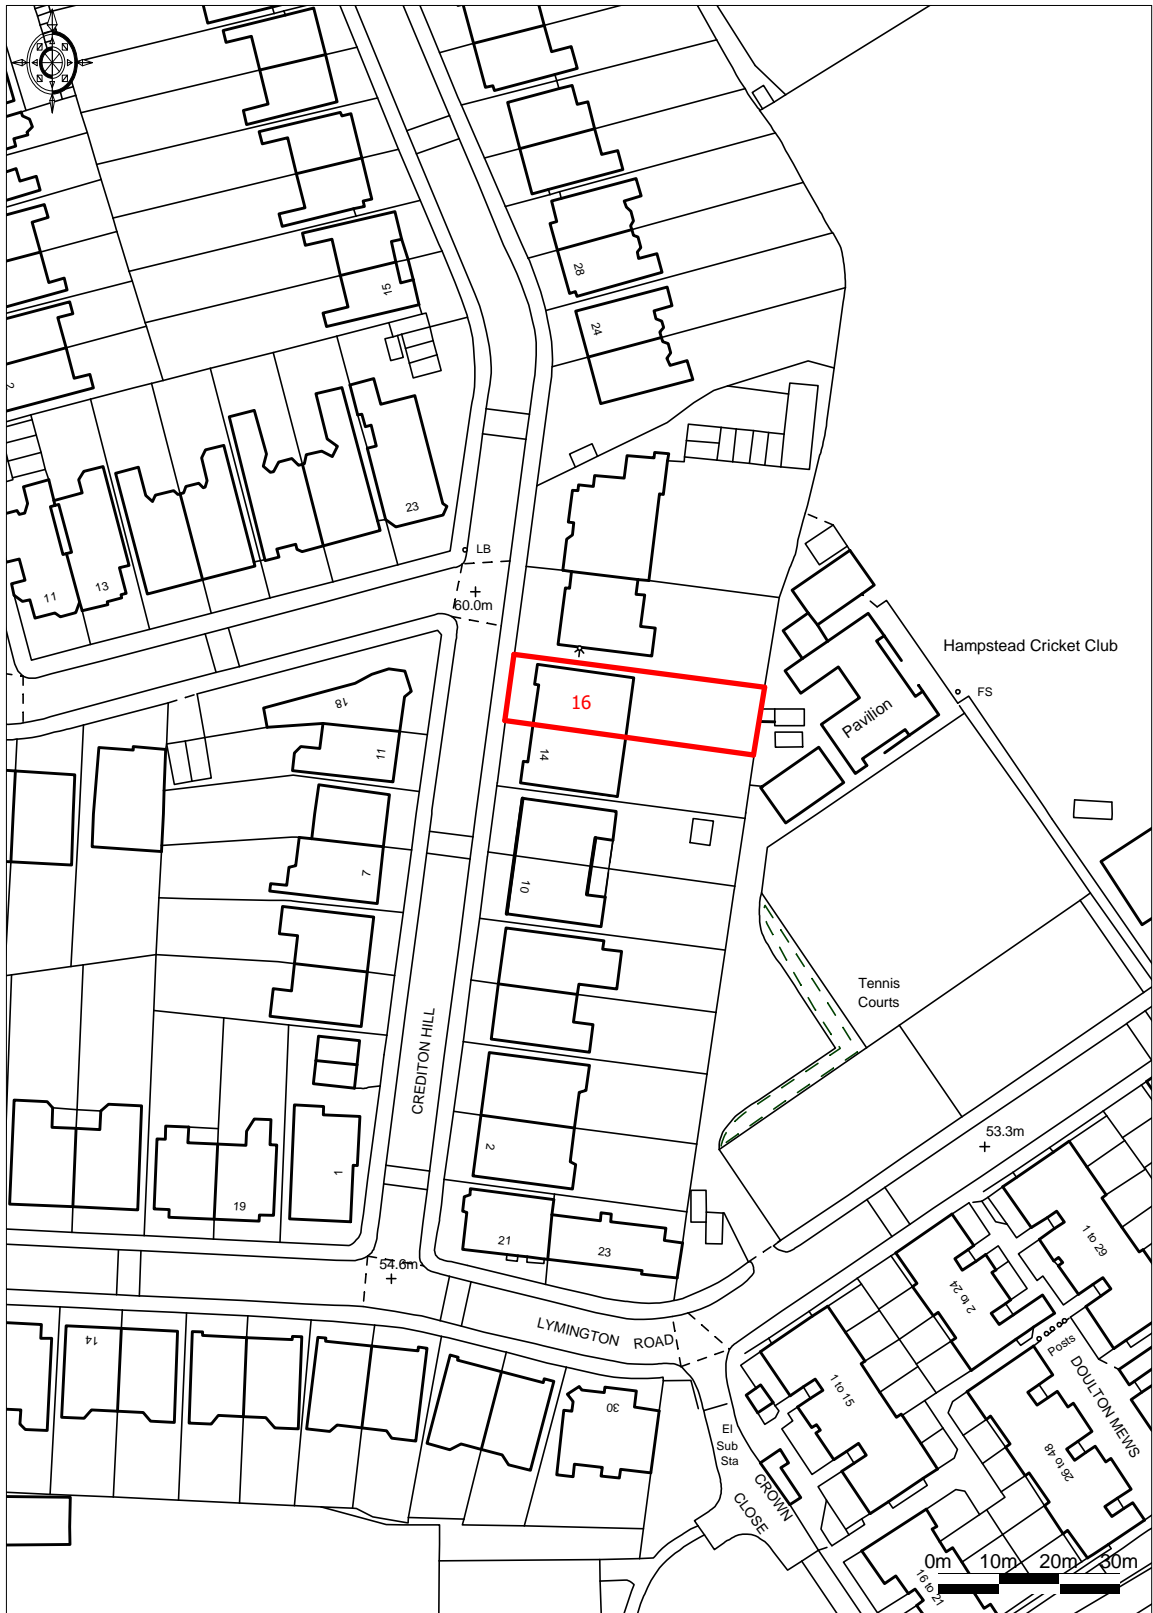 28
24
15
2
23
LB
11
13
60.0m
Hampstead Cricket Club
FS
16
Pavilion
18
11
14
7
10
Tennis
Courts
CREDITON HILL
53.3m
2
1
19
21
23
1 to 29
2 to 24
54.6m
LYMINGTON ROAD
14
Posts
DOULTON MEWS
1 to 15
30
El
Sub
Sta
26 to 48
CROWN
CLOSE
16 to 21
0m 10m 20m 30m